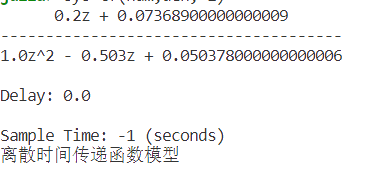 0.2z + 0.07368900000000009
-------------------------------------
1.0z^2 - 0.503z + 0.050378000000000006
Delay: 0.0
Sample Time: -1 (seconds)
离散时间传递函数模型